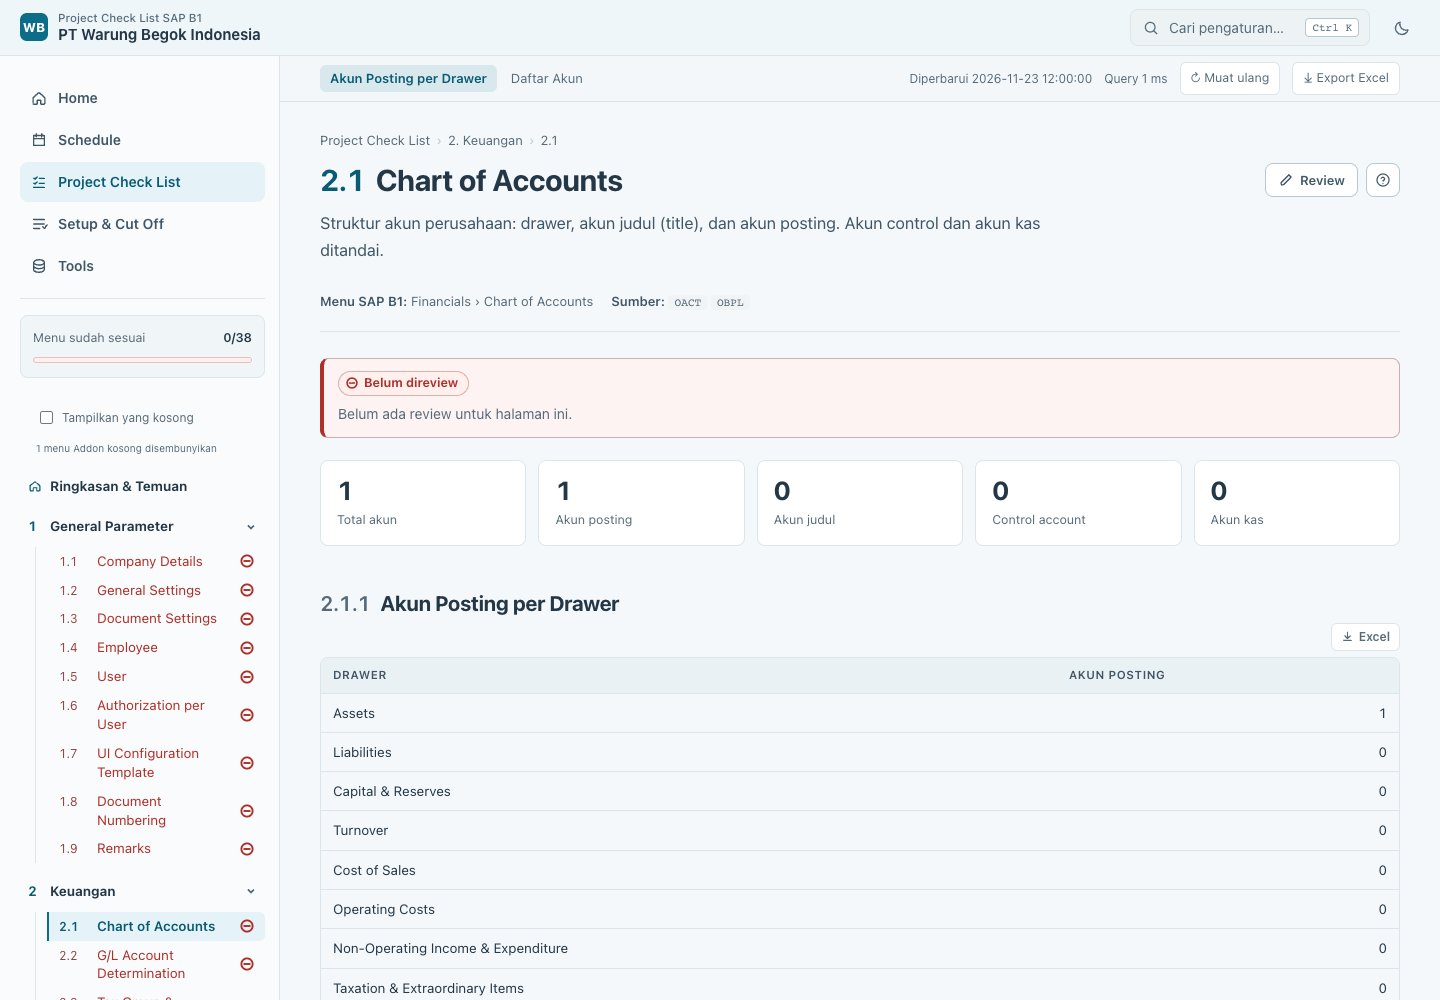 WB
Project Check List SAP B1
PT Warung Begok Indonesia
Cari pengaturan...
Ctrl K
Home
Schedule
Project Check List
Setup & Cut Off
Tools
Menu sudah sesuai 0/38
Tampilkan yang kosong
1 menu Addon kosong disembunyikan
Ringkasan & Temuan
1 General Parameter
1.1 Company Details
1.2 General Settings
1.3 Document Settings
1.4 Employee
1.5 User
1.6 Authorization per
User
1.7 UI Configuration
Template
1.8 Document
Numbering
1.9 Remarks
2 Keuangan
2.1 Chart of Accounts
2.2 G/L Account
Determination
Akun Posting per Drawer
Daftar Akun
Diperbarui 2026-11-23 12:00:00
Query 1 ms
Muat ulang
Export Excel
Project Check List › 2. Keuangan › 2.1
2.1 Chart of Accounts
Review
Struktur akun perusahaan: drawer, akun judul (title), dan akun posting. Akun control dan akun kas
ditandai.
Menu SAP B1: Financials › Chart of Accounts Sumber: OACT OBPL
Belum direview
Belum ada review untuk halaman ini.
1
Total akun
1
Akun posting
0
Akun judul
0
Control account
0
Akun kas
2.1.1 Akun Posting per Drawer
Excel
DRAWER AKUN POSTING
Assets 1
Liabilities 0
Capital & Reserves 0
Turnover 0
Cost of Sales 0
Operating Costs 0
Non-Operating Income & Expenditure 0
Taxation & Extraordinary Items 0